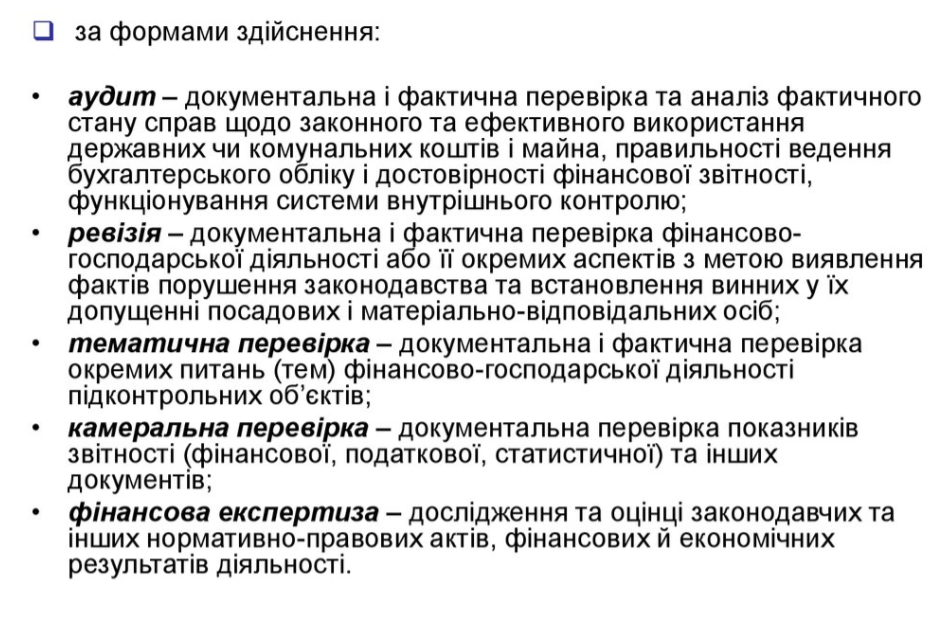 за формами здійснення:
• аудит – документальна і фактична перевірка та аналіз фактичного
стану справ щодо законного та ефективного використання
державних чи комунальних коштів і майна, правильності ведення
бухгалтерського обліку і достовірності фінансової звітності,
функціонування системи внутрішнього контролю;
• ревізія – документальна і фактична перевірка фінансово-
господарської діяльності або її окремих аспектів з метою виявлення
фактів порушення законодавства та встановлення винних у їх
допущенні посадових і матеріально-відповідальних осіб;
• тематична перевірка – документальна і фактична перевірка
окремих питань (тем) фінансово-господарської діяльності
підконтрольних об’єктів;
• камеральна перевірка – документальна перевірка показників
звітності (фінансової, податкової, статистичної) та інших
документів;
• фінансова експертиза – дослідження та оцінці законодавчих та
інших нормативно-правових актів, фінансових й економічних
результатів діяльності.